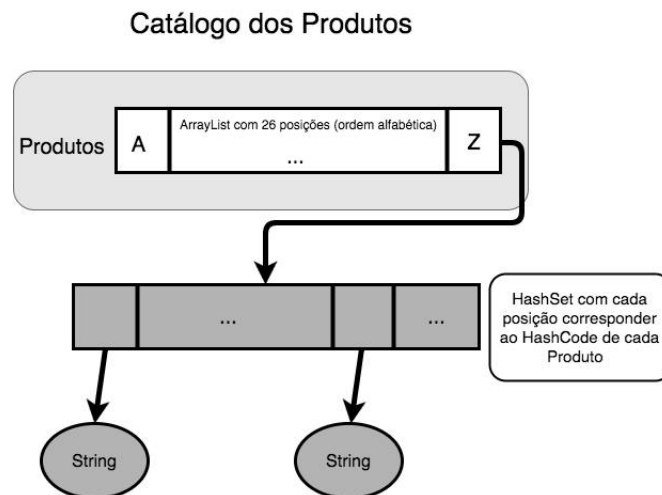 Catálogo dos Produtos
ArrayList com 26 posições (ordem alfabética)
Produtos
A
...
Z
HashSet com cada
posição corresponder
ao HashCode de cada
Produto
...
...
String
String